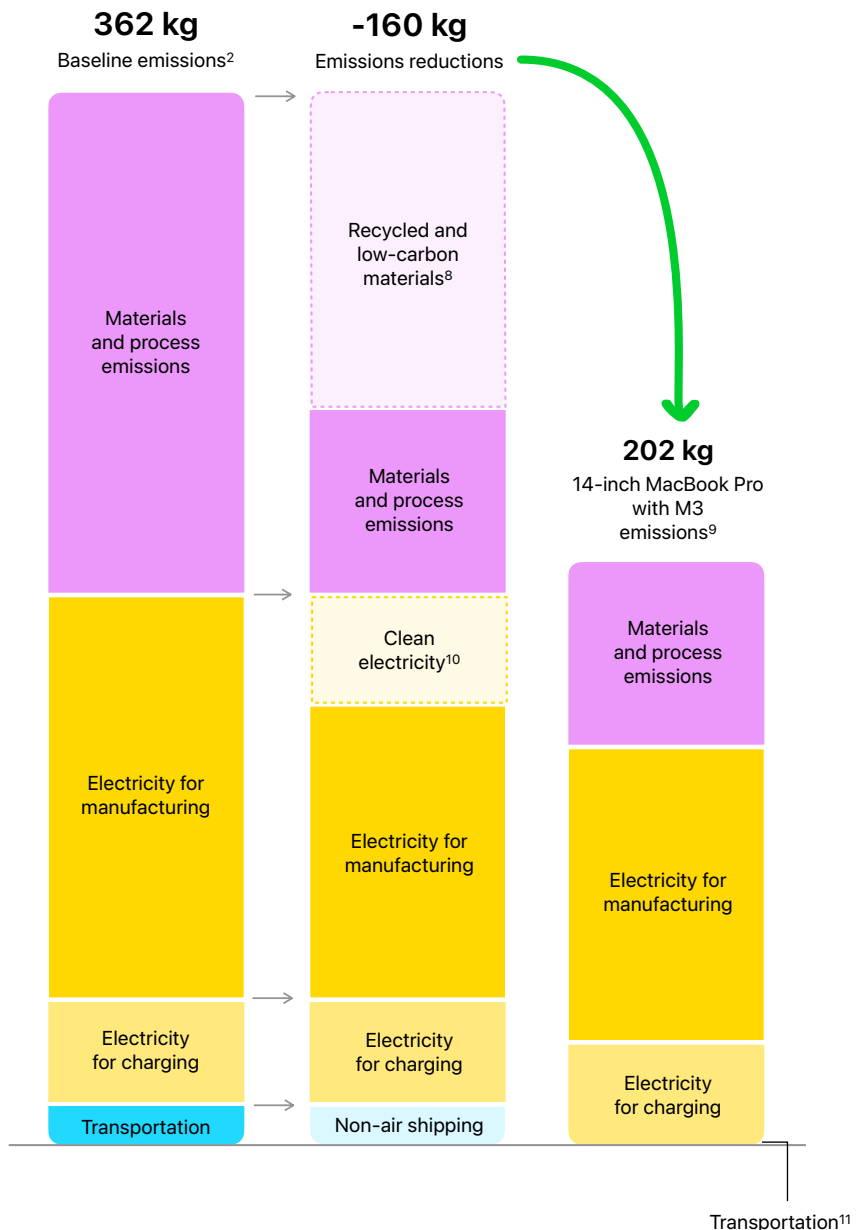 362 kg
Baseline emissions²
-160 kg
Emissions reductions
Materials
and process
emissions
Electricity for
manufacturing
Electricity
for charging
Transportation
Recycled and
low-carbon
materials⁸
Materials
and process
emissions
Clean
electricity¹⁰
Electricity for
manufacturing
Electricity
for charging
Non-air shipping
202 kg
14-inch MacBook Pro
with M3
emissions⁹
Materials
and process
emissions
Electricity for
manufacturing
Electricity
for charging
Transportation¹¹